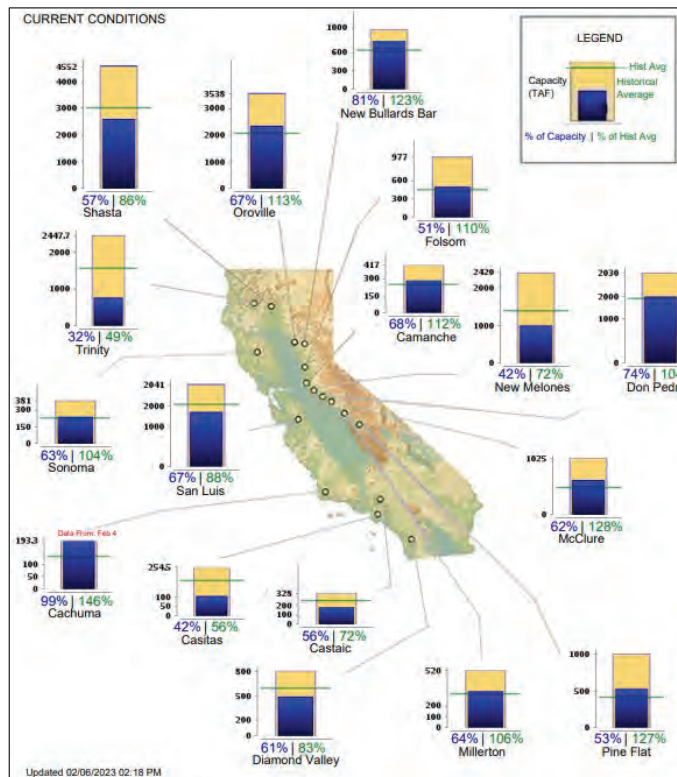 CURRENT CONDITIONS
LEGEND
Capacity
(TAF)
Hist Avg
Historical
Average
% of Capacity | % of Hist Avg
4552
4000
3000
2000
1000
0
57% | 86%
Shasta
3538
3000
2000
1000
0
67% | 113%
Oroville
1000
600
300
0
81% | 123%
New Bullards Bar
977
600
300
0
51% | 110%
Folsom
2447.7
2000
1000
0
32% | 49%
Trinity
417
300
150
0
68% | 112%
Camanche
2420
2000
1000
0
42% | 72%
New Melones
2030
2000
1000
0
74% | 104
Don Pedr
381
300
150
0
63% | 104%
Sonoma
2041
2000
1000
0
67% | 88%
San Luis
1025
0
62% | 128%
McClure
Data From: Feb 4
193.3
100
50
0
99% | 146%
Cachuma
254.5
100
50
0
42% | 56%
Casitas
325
200
100
0
56% | 72%
Castaic
800
500
200
0
61% | 83%
Diamond Valley
520
200
100
0
64% | 106%
Millerton
1000
500
0
53% | 127%
Pine Flat
Updated 02/06/2023 02:18 PM